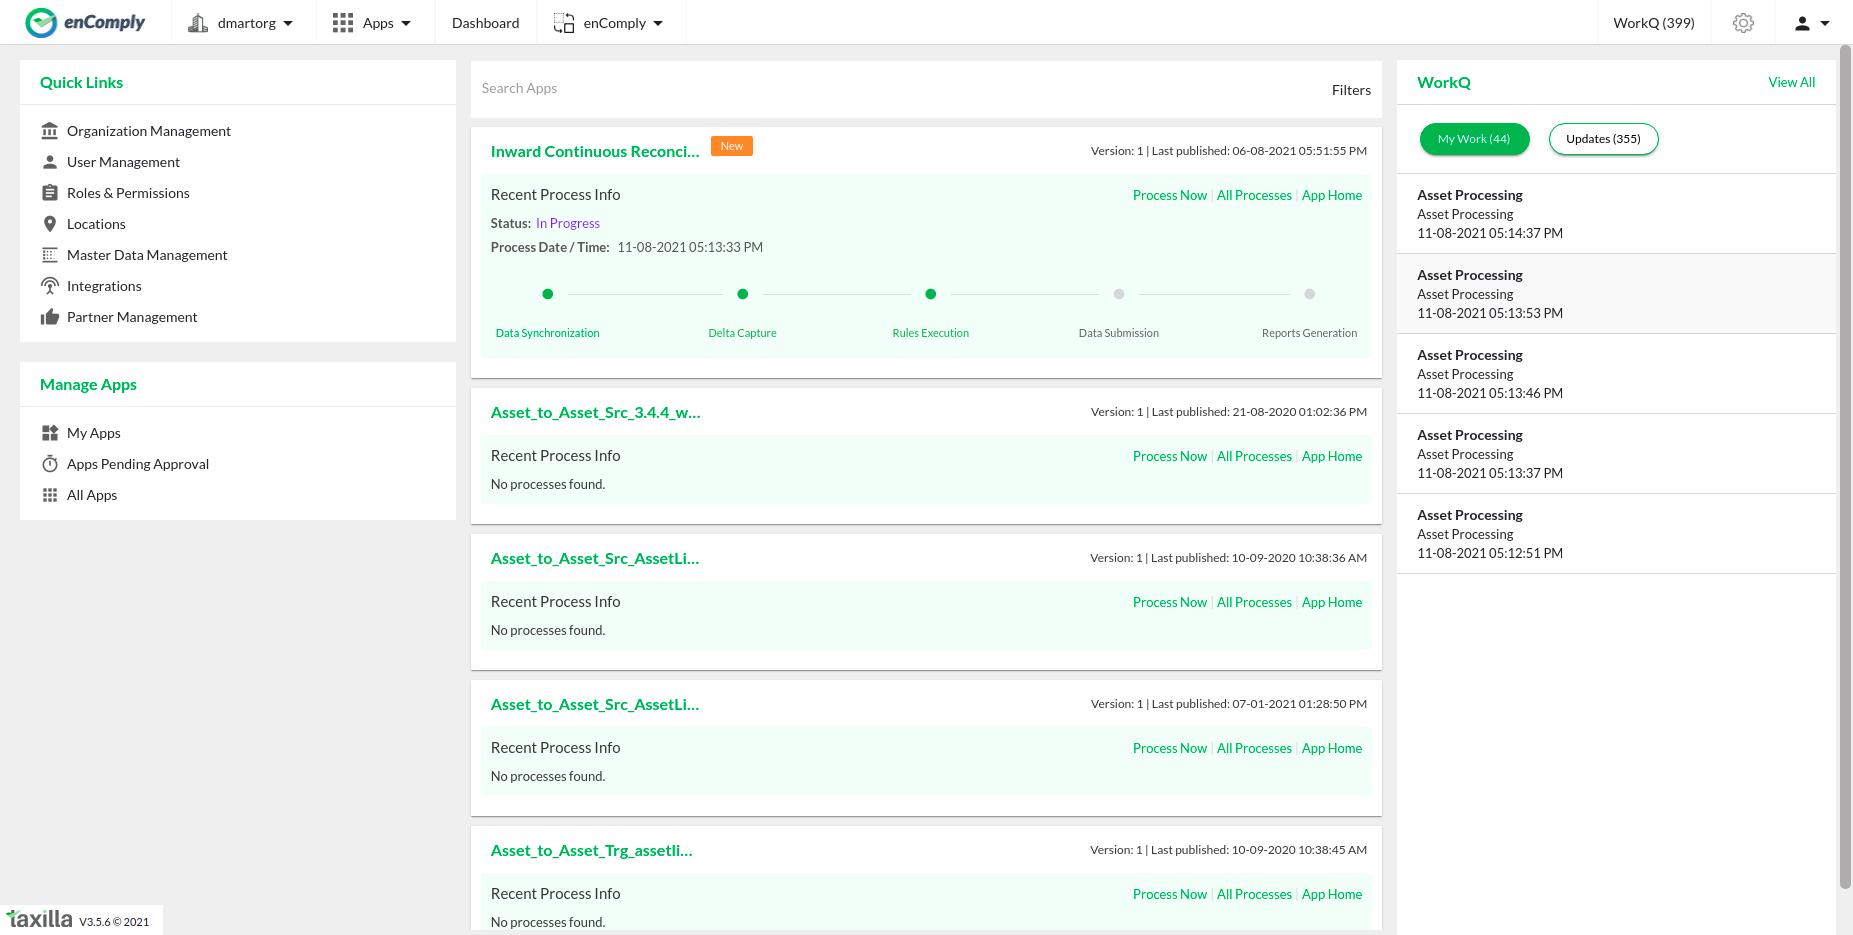 enComply
dmartorg
Apps
Dashboard
enComply
WorkQ (399)
Quick Links
Organization Management
User Management
Roles & Permissions
Locations
Master Data Management
Integrations
Partner Management
Manage Apps
My Apps
Apps Pending Approval
All Apps
taxilla V3.5.6 © 2021
Search Apps
Filters
Inward Continuous Reconci...
New
Version: 1 | Last published: 06-08-2021 05:51:55 PM
Recent Process Info
Process Now | All Processes | App Home
Status: In Progress
Process Date / Time: 11-08-2021 05:13:33 PM
Data Synchronization
Delta Capture
Rules Execution
Data Submission
Reports Generation
Asset_to_Asset_Src_3.4.4_w...
Version: 1 | Last published: 21-08-2020 01:02:36 PM
Recent Process Info
Process Now | All Processes | App Home
No processes found.
Asset_to_Asset_Src_AssetLi...
Version: 1 | Last published: 10-09-2020 10:38:36 AM
Recent Process Info
Process Now | All Processes | App Home
No processes found.
Asset_to_Asset_Src_AssetLi...
Version: 1 | Last published: 07-01-2021 01:28:50 PM
Recent Process Info
Process Now | All Processes | App Home
No processes found.
Asset_to_Asset_Trg_assetli...
Version: 1 | Last published: 10-09-2020 10:38:45 AM
Recent Process Info
Process Now | All Processes | App Home
No processes found.
WorkQ
View All
My Work (44)
Updates (355)
Asset Processing
Asset Processing
11-08-2021 05:14:37 PM
Asset Processing
Asset Processing
11-08-2021 05:13:53 PM
Asset Processing
Asset Processing
11-08-2021 05:13:46 PM
Asset Processing
Asset Processing
11-08-2021 05:13:37 PM
Asset Processing
Asset Processing
11-08-2021 05:12:51 PM